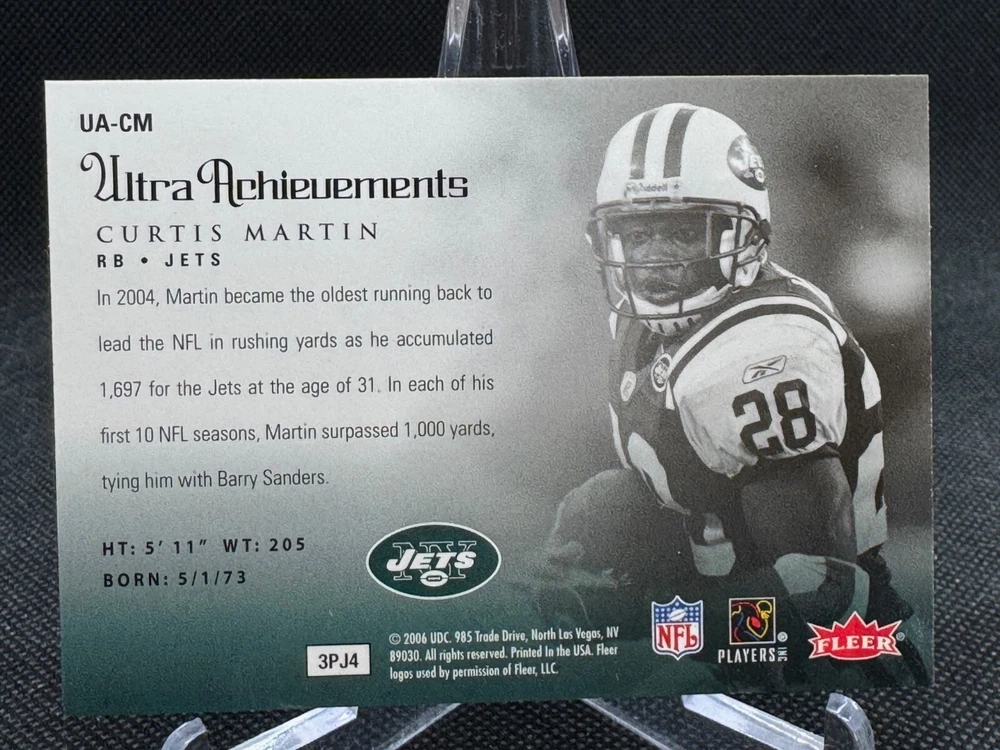 UA-CM
Ultra Achievements
CURTIS MARTIN
RB • JETS
In 2004, Martin became the oldest running back to
lead the NFL in rushing yards as he accumulated
1,697 for the Jets at the age of 31. In each of his
first 10 NFL seasons, Martin surpassed 1,000 yards,
tying him with Barry Sanders.
HT: 5' 11" WT: 205
BORN: 5/1/73
NY JETS
3PJ4
© 2006 UDC. 985 Trade Drive, North Las Vegas, NV
89030. All rights reserved. Printed In the USA. Fleer
logos used by permission of Fleer, LLC.
NFL
PLAYERS INC ®
FLEER ®
JETS
Riddell
28